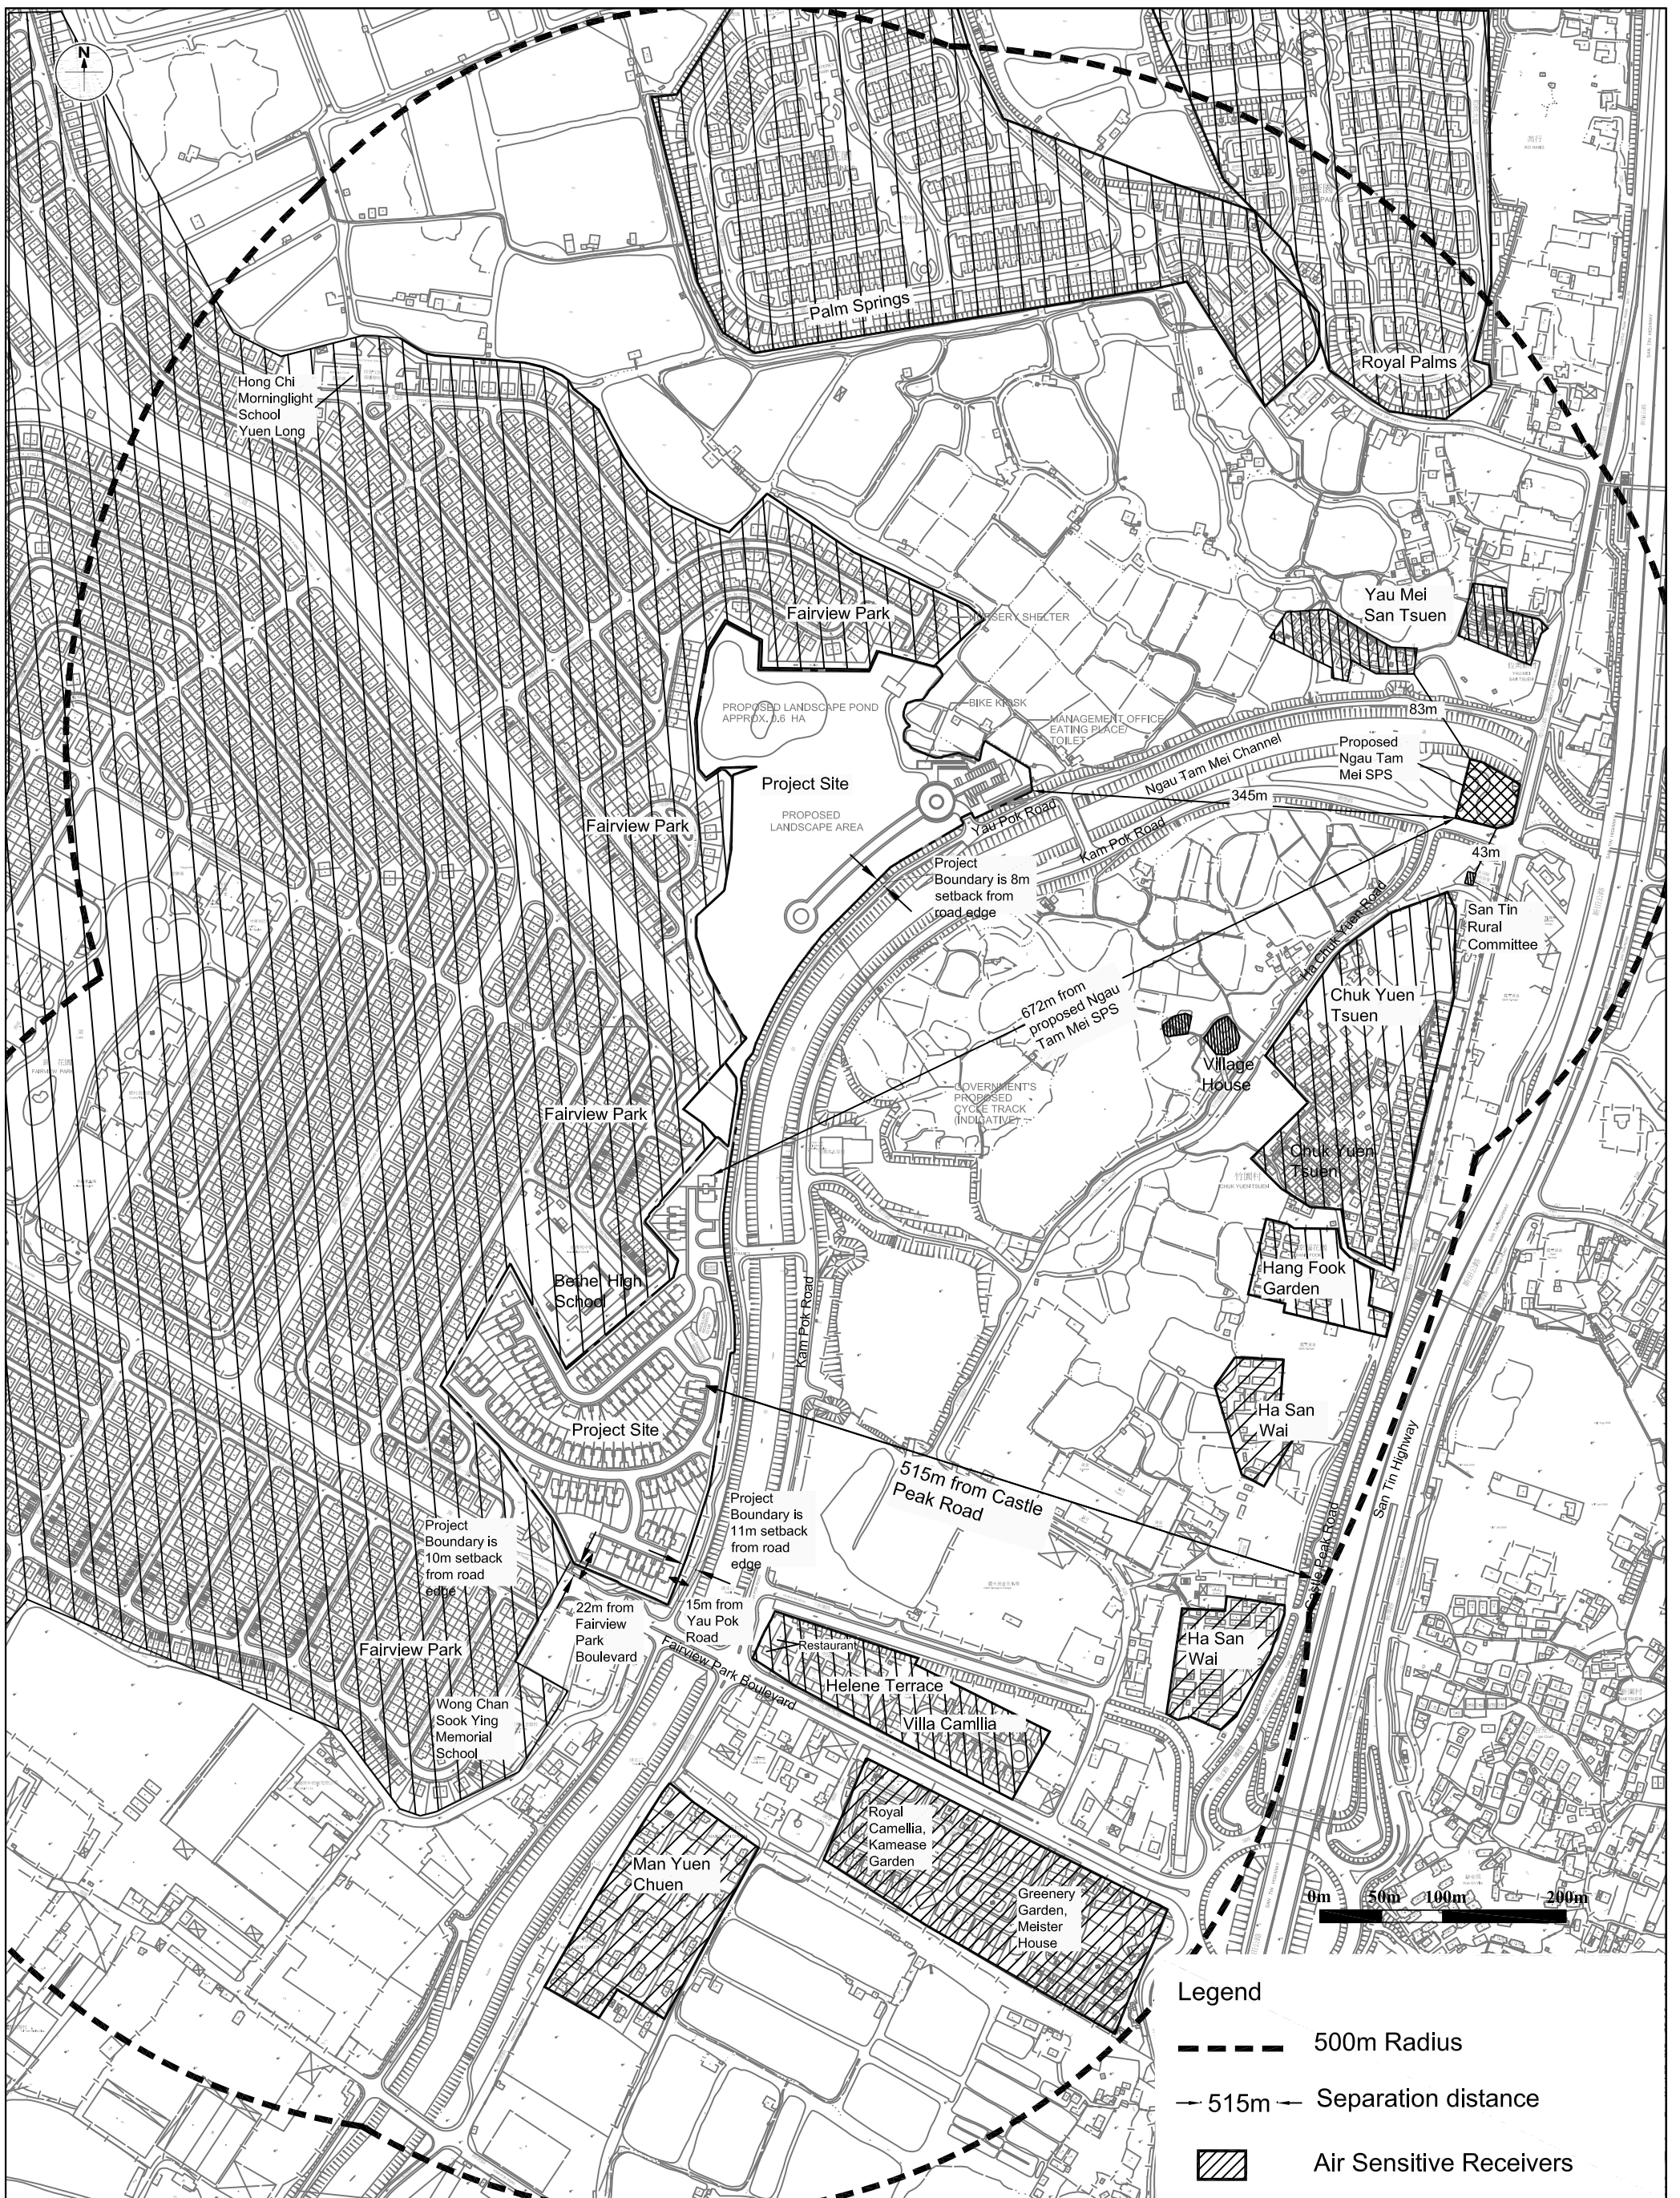 N
Palm Springs
Royal Palms
Hong Chi
Morninglight
School
Yuen Long
Yau Mei
San Tsuen
Fairview Park
NURSERY SHELTER
PROPOSED LANDSCAPE POND
APPROX. 0.6 HA
BIKE KIOSK
MANAGEMENT OFFICE
EATING PLACE/
TOILET
83m
Ngau Tam Mei Channel
Proposed
Ngau Tam
Mei SPS
Project Site
345m
PROPOSED
LANDSCAPE AREA
Yau Pok Road
Kam Pok Road
Fairview Park
43m
Project
Boundary is 8m
setback from
road edge
Ha Chuk Yuen Road
San Tin
Rural
Committee
672m from
proposed Ngau
Tam Mei SPS
Chuk Yuen
Tsuen
Village
House
GOVERNMENT'S
PROPOSED
CYCLE TRACK
(INDICATIVE)
Fairview Park
FAIRVIEW PARK
Chuk Yuen
Tsuen
竹園村
CHUK YUEN TSUEN
Hang Fook
Garden
Bethel High
School
Kam Pok Road
Ha San
Wai
Project Site
515m from Castle
Peak Road
San Tin Highway
Castle Peak Road
Project
Boundary is
11m setback
from road
edge
Project
Boundary is
10m setback
from road
edge
22m from
Fairview
Park
Boulevard
15m from
Yau Pok
Road
Fairview Park Boulevard
Restaurant
Helene Terrace
Villa Camllia
Ha San
Wai
Fairview Park
Wong Chan
Sook Ying
Memorial
School
Royal
Camellia,
Kamease
Garden
Man Yuen
Chuen
Greenery
Garden,
Meister
House
0m 50m 100m 200m
Legend
500m Radius
515m Separation distance
Air Sensitive Receivers